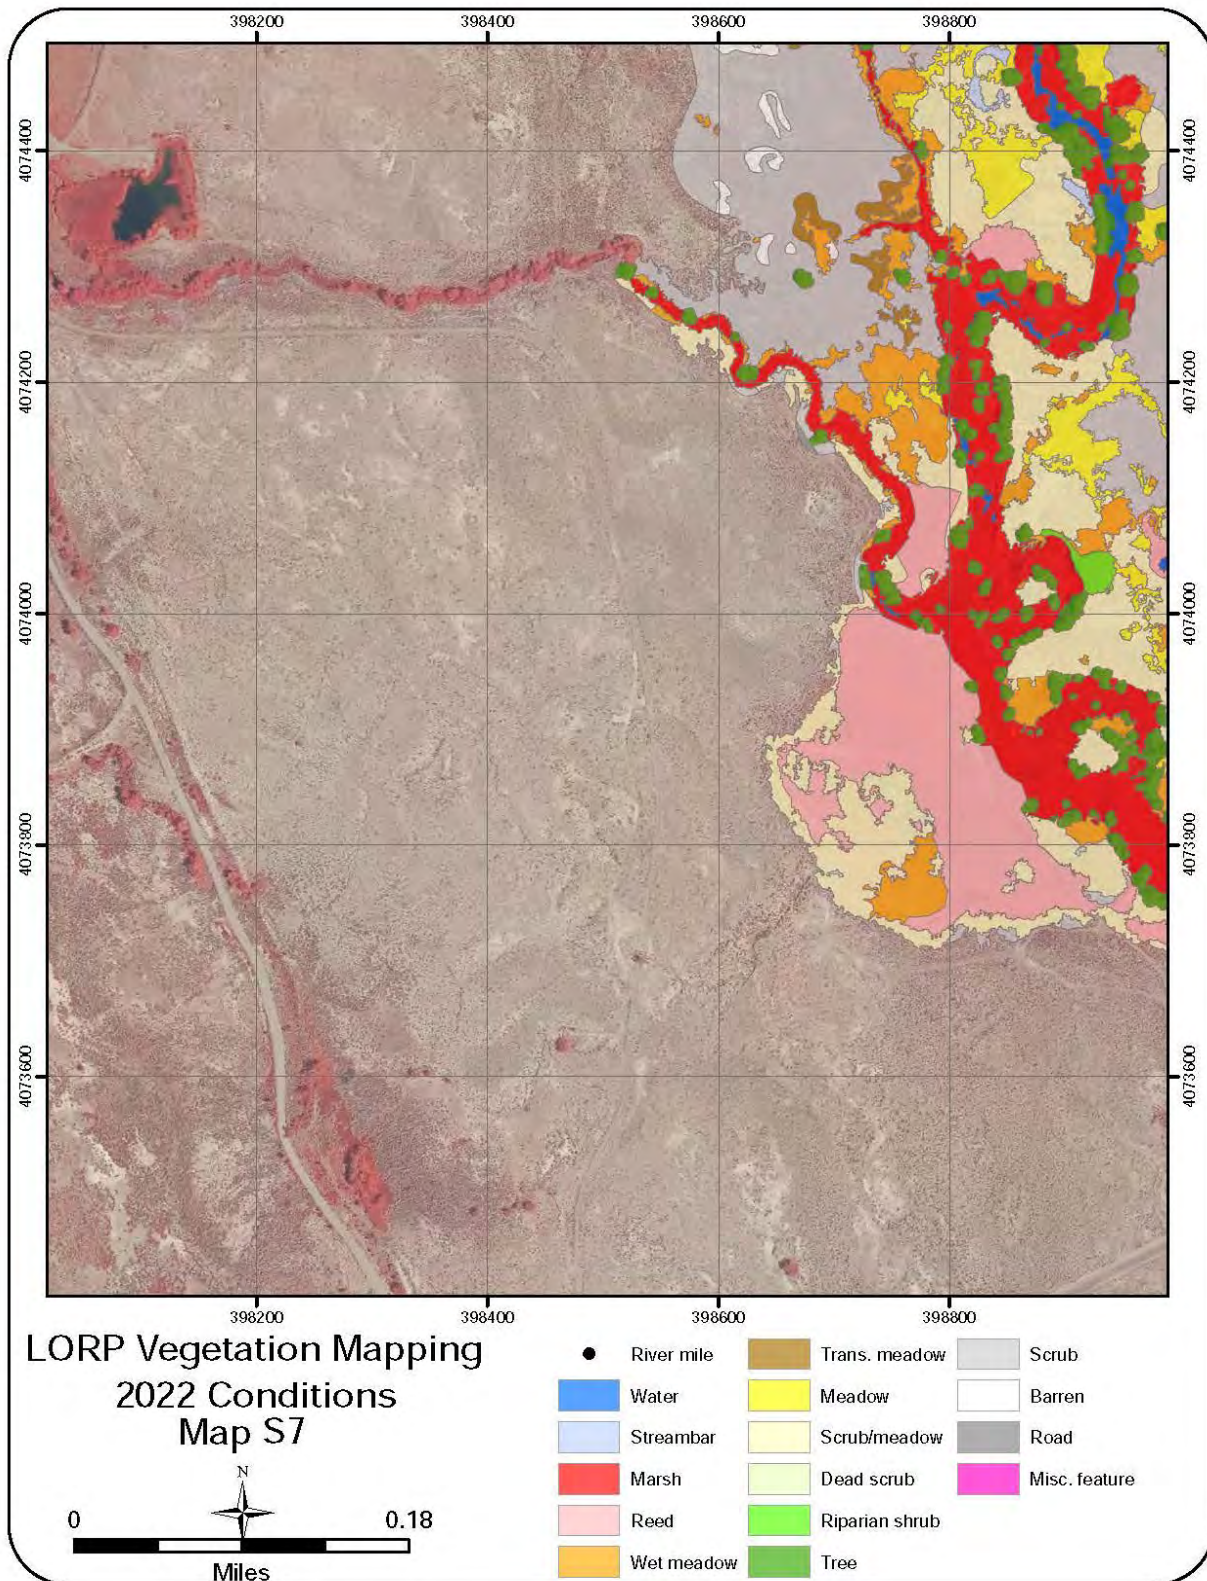 398200 398400 398600 398800
4074400 4074400
4074200 4074200
4074000 4074000
4073800 4073800
4073600 4073600
398200 398400 398600 398800
LORP Vegetation Mapping
2022 Conditions
Map S7
N
0 0.18
Miles
River mile
Water
Streambar
Marsh
Reed
Wet meadow
Trans. meadow
Meadow
Scrub/meadow
Dead scrub
Riparian shrub
Tree
Scrub
Barren
Road
Misc. feature